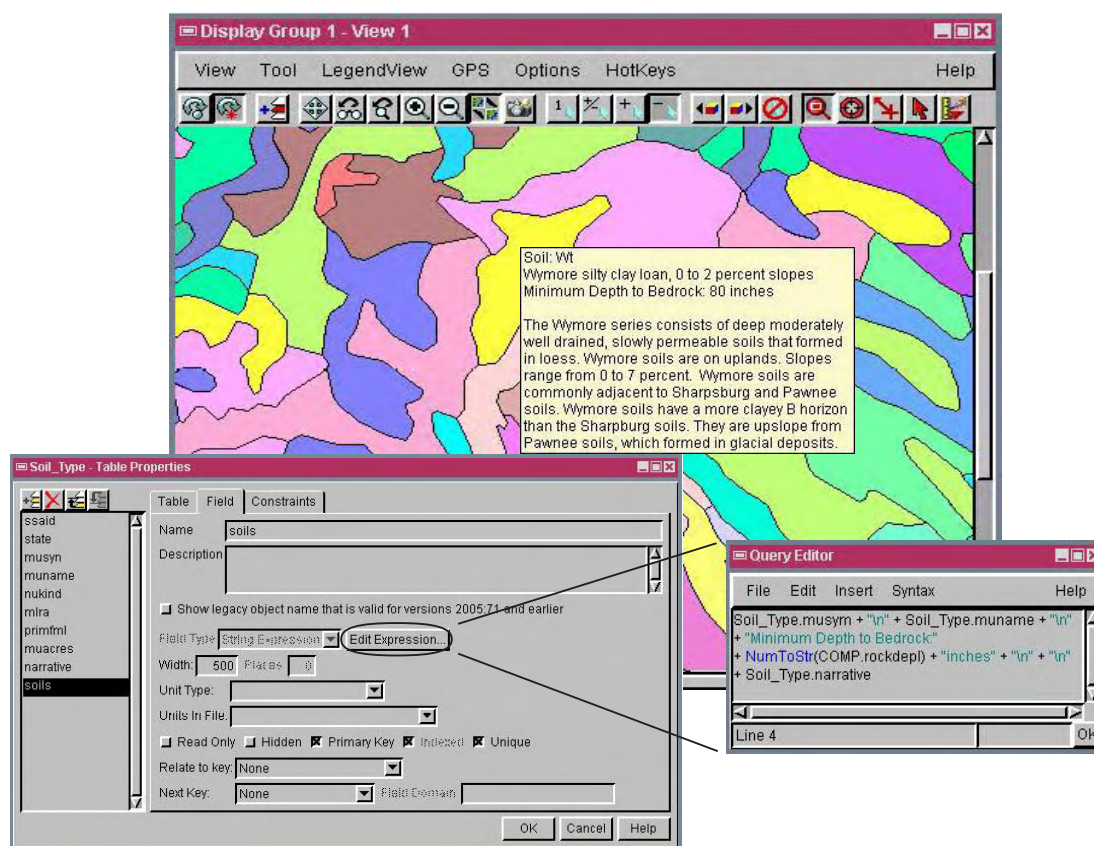 Display Group 1 - View 1
View Tool LegendView GPS Options HotKeys Help
1
Soil: Wt
Wymore silty clay loan, 0 to 2 percent slopes
Minimum Depth to Bedrock: 80 inches
The Wymore series consists of deep moderately
well drained, slowly permeable soils that formed
in loess. Wymore soils are on uplands. Slopes
range from 0 to 7 percent. Wymore soils are
commonly adjacent to Sharpsburg and Pawnee
soils. Wymore soils have a more clayey B horizon
than the Sharpburg soils. They are upslope from
Pawnee soils, which formed in glacial deposits.
Soil_Type - Table Properties
ssaid
state
musyn
muname
nukind
mlra
primfml
muacres
narrative
soils
Table Field Constraints
Name soils
Description
Show legacy object name that is valid for versions 2005:71 and earlier
Field Type String Expression Edit Expression...
Width: 500 Places 0
Unit Type:
Units In File:
Read Only Hidden Primary Key Indexed Unique
Relate to key: None
Next Key: None Field Domain
OK Cancel Help
Query Editor
File Edit Insert Syntax Help
Soil_Type.musym + "\n" + Soil_Type.muname + "\n"
+ "Minimum Depth to Bedrock:"
+ NumToStr(COMP.rockdepl) + "inches" + "\n" + "\n"
+ Soil_Type.narrative
Line 4
OK